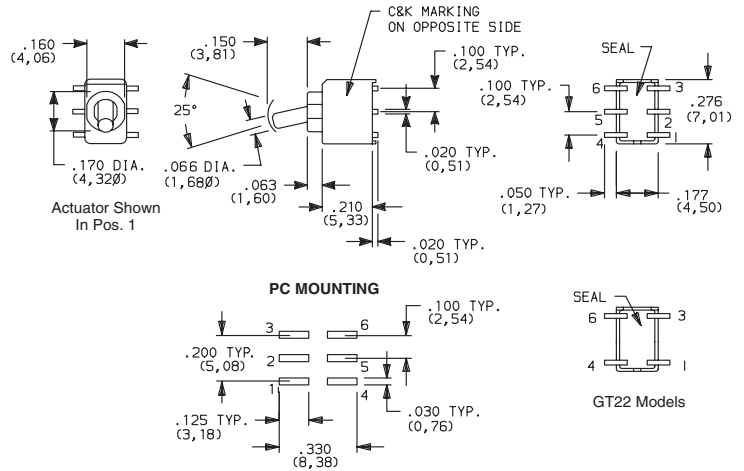 C&K MARKING
ON OPPOSITE SIDE
.160
(4,06)
.150
(3,81)
.100 TYP.
(2,54)
SEAL
.100 TYP.
(2,54)
6
3
5
2
4
1
.276
(7,01)
25°
.020 TYP.
(0,51)
.170 DIA.
(4,32Ø)
.066 DIA.
(1,68Ø)
.063
(1,60)
.050 TYP.
(1,27)
.177
(4,50)
.210
(5,33)
Actuator Shown
In Pos. 1
.020 TYP.
(0,51)
PC MOUNTING
.100 TYP.
(2,54)
3
6
.200 TYP.
(5,08)
2
5
1
4
.030 TYP.
(0,76)
.125 TYP.
(3,18)
.330
(8,38)
SEAL
6
3
4
1
GT22 Models